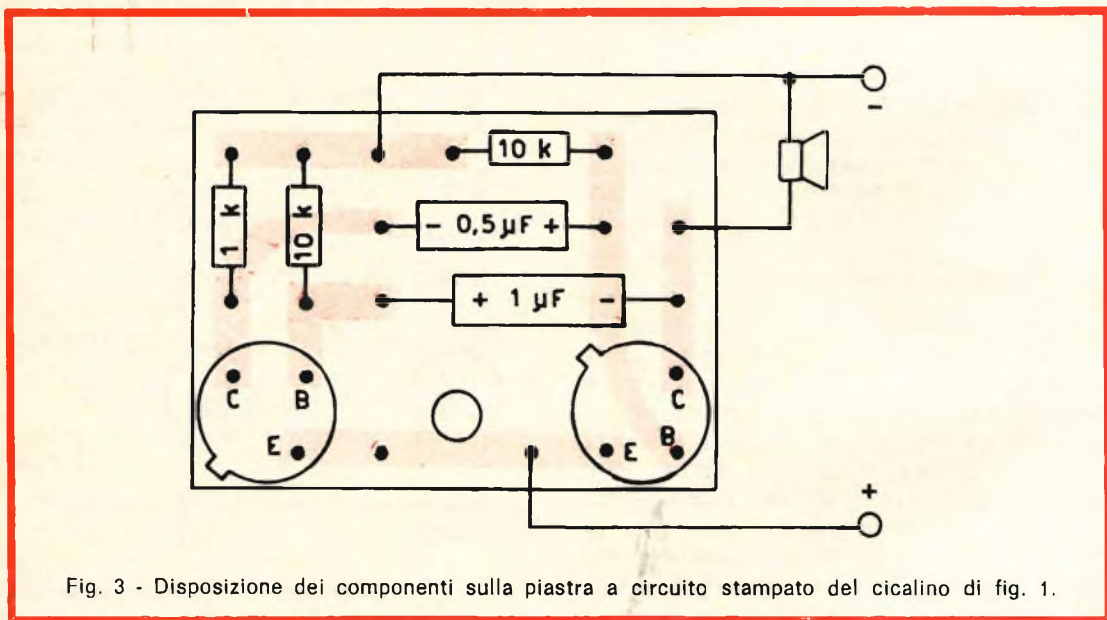 -
10 k
1 k
10 k
- 0,5 µF +
+ 1 µF -
C B
E
C
B
E
+
Fig. 3 - Disposizione dei componenti sulla piastra a circuito stampato del cicalino di fig. 1.